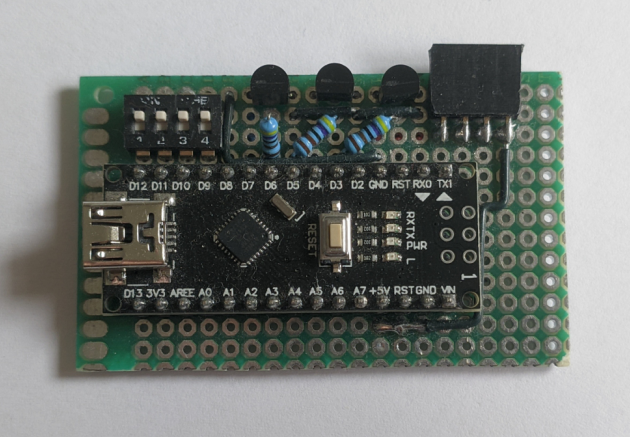 ON
1 2 3 4
D12 D11 D10 D9 D8 D7 D6 D5 D4 D3 D2 GND RST RX0 TX1
RESET
RX
TX
PWR
L
1
D13 3V3 AREF A0 A1 A2 A3 A4 A5 A6 A7 +5V RST GND VIN